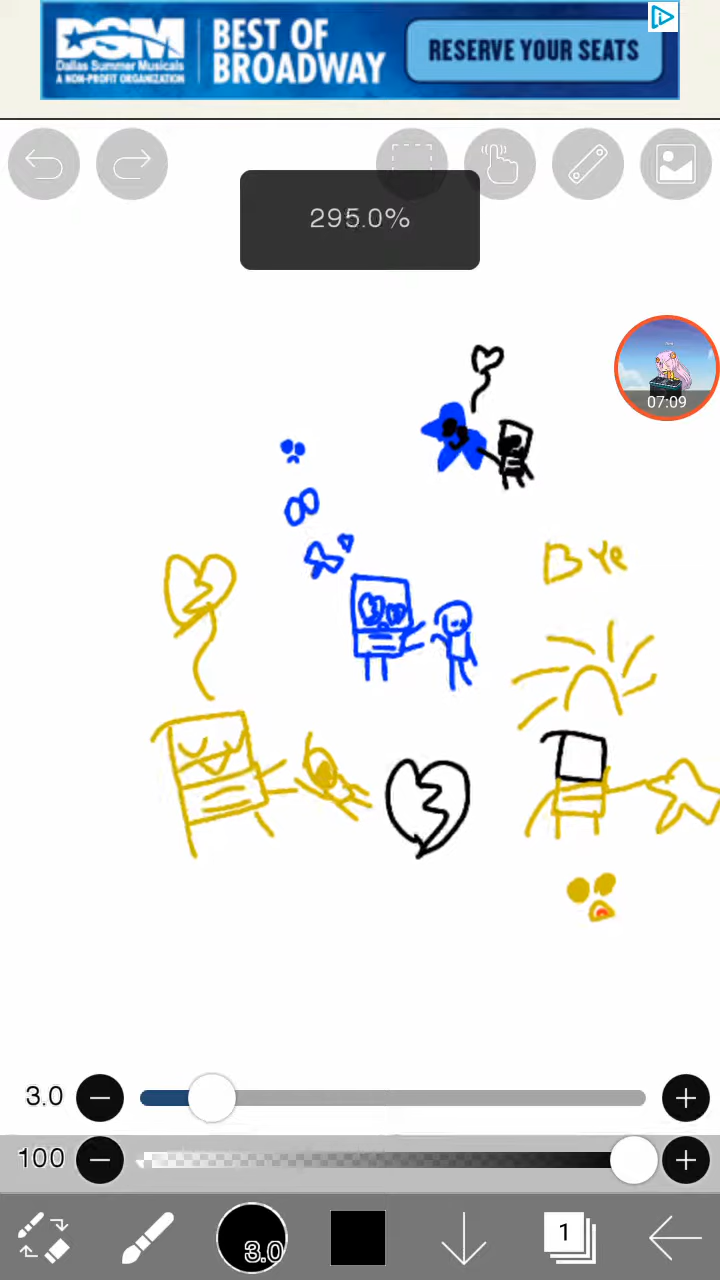 DSM
Dallas Summer Musicals
A NON-PROFIT ORGANIZATION
BEST OF
BROADWAY
RESERVE YOUR SEATS
295.0%
07:09
Bye
3.0
100
3.0
1